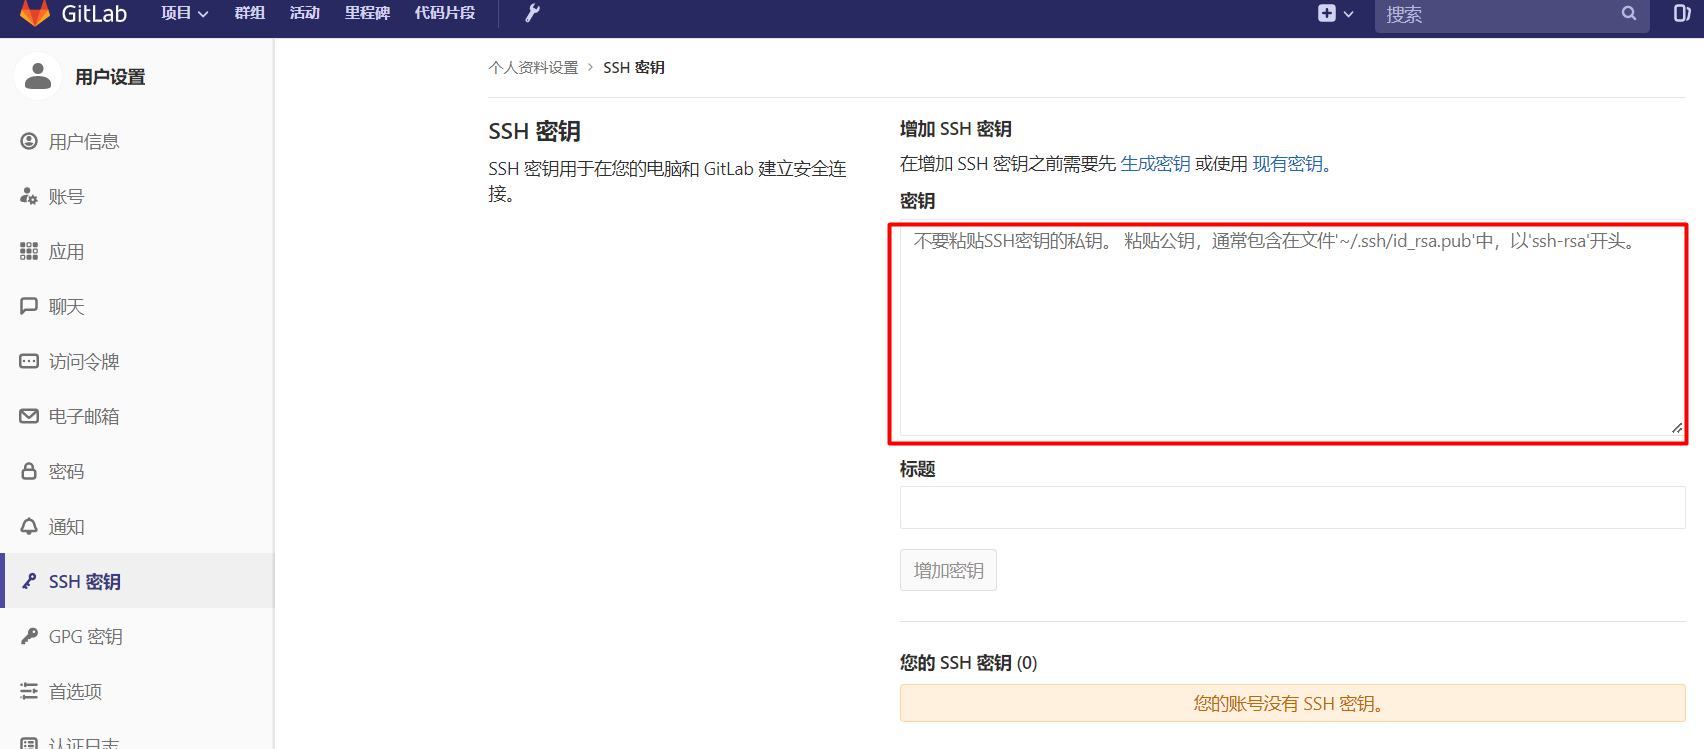 GitLab 项目 群组 活动 里程碑 代码片段 搜索
用户设置
用户信息
账号
应用
聊天
访问令牌
电子邮箱
密码
通知
SSH 密钥
GPG 密钥
首选项
认证日志
个人资料设置 › SSH 密钥
SSH 密钥
SSH 密钥用于在您的电脑和 GitLab 建立安全连
接。
增加 SSH 密钥
在增加 SSH 密钥之前需要先 生成密钥 或使用 现有密钥。
密钥
不要粘贴SSH密钥的私钥。 粘贴公钥，通常包含在文件'~/.ssh/id_rsa.pub'中，以'ssh-rsa'开头。
标题
增加密钥
您的 SSH 密钥 (0)
您的账号没有 SSH 密钥。